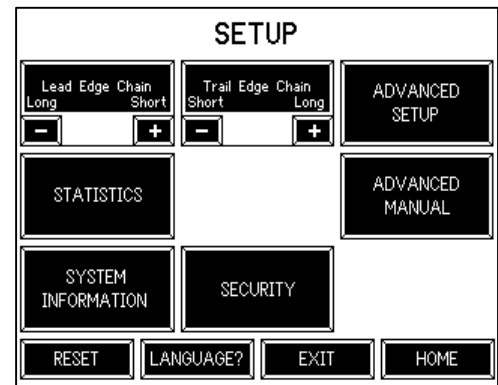 SETUP
Lead Edge Chain
Long Short
- +
Trail Edge Chain
Short Long
- +
ADVANCED
SETUP
STATISTICS
ADVANCED
MANUAL
SYSTEM
INFORMATION
SECURITY
RESET
LANGUAGE?
EXIT
HOME